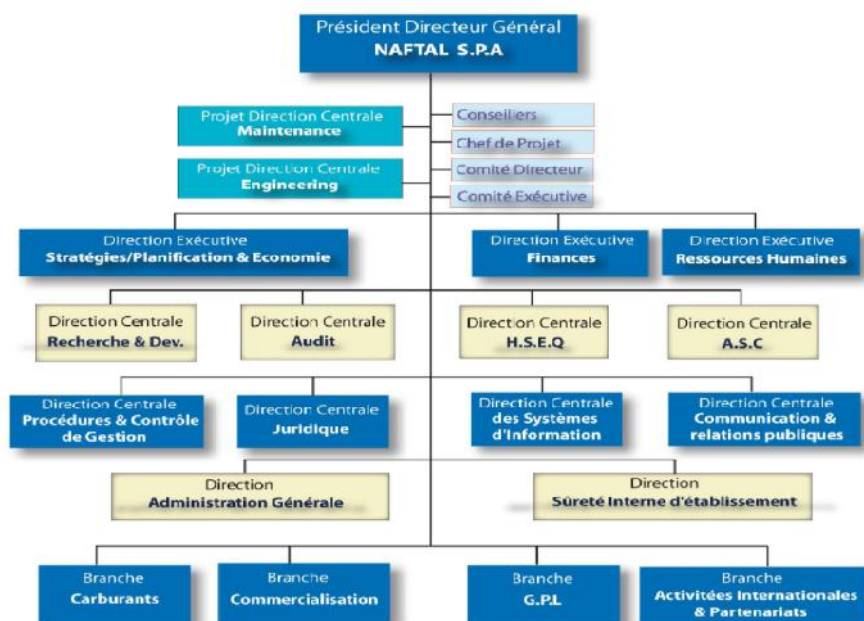 Président Directeur Général
NAFTAL S.P.A
Projet Direction Centrale
Maintenance
Conseillers
Chef de Projet
Projet Direction Centrale
Engineering
Comité Directeur
Comité Exécutive
Direction Exécutive
Stratégies/Planification & Economie
Direction Exécutive
Finances
Direction Exécutive
Ressources Humaines
Direction Centrale
Recherche & Dev.
Direction Centrale
Audit
Direction Centrale
H.S.E.Q
Direction Centrale
A.S.C
Direction Centrale
Procédures & Contrôle
de Gestion
Direction Centrale
Juridique
Direction Centrale
des Systèmes
d'Information
Direction Centrale
Communication &
relations publiques
Direction
Administration Générale
Direction
Sûreté Interne d'établissement
Branche
Carburants
Branche
Commercialisation
Branche
G.P.L
Branche
Activitées Internationales
& Partenariats